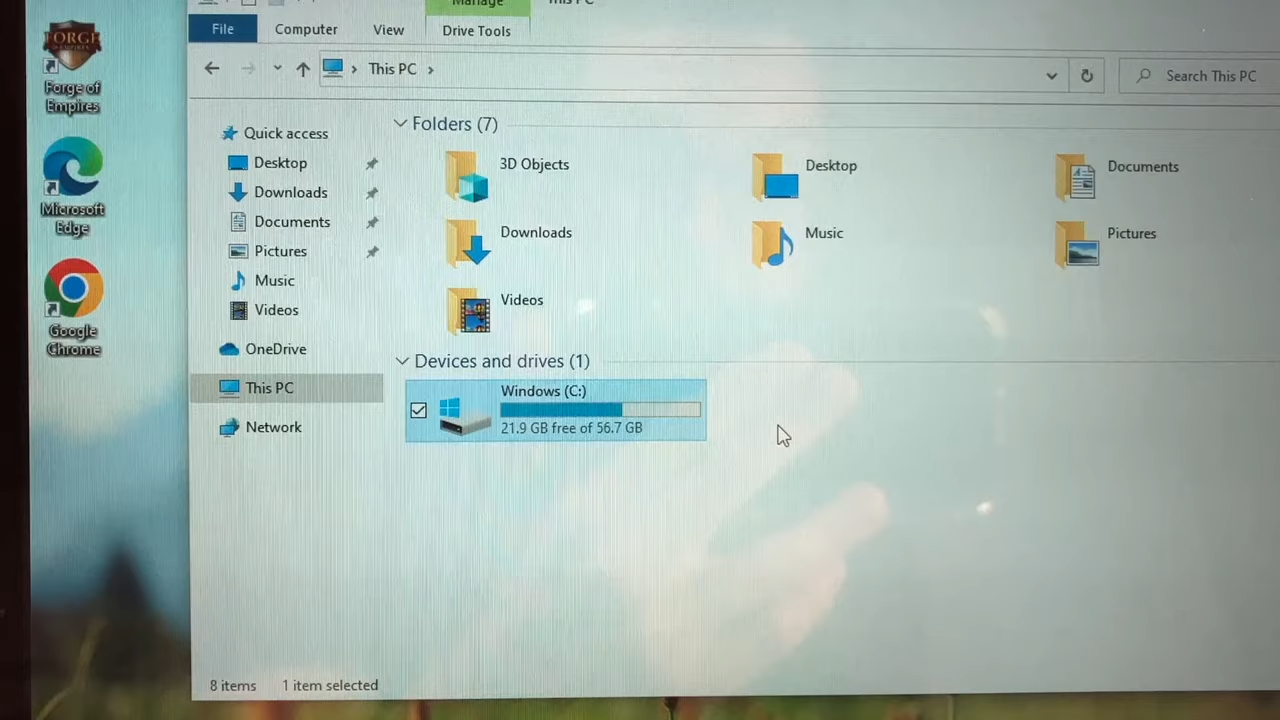 Manage
This PC
File
Computer
View
Drive Tools
This PC
Search This PC
Quick access
Desktop
Downloads
Documents
Pictures
Music
Videos
OneDrive
This PC
Network
Folders (7)
3D Objects
Desktop
Documents
Downloads
Music
Pictures
Videos
Devices and drives (1)
Windows (C:)
21.9 GB free of 56.7 GB
8 items
1 item selected
FORGE
Forge of
Empires
Microsoft
Edge
Google
Chrome